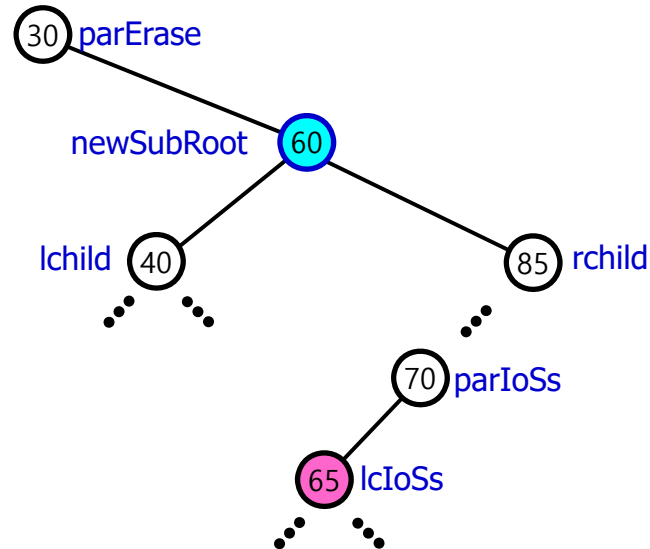 30 parErase
newSubRoot 60
lchild 40
85 rchild
70 parIoSs
65 lcIoSs